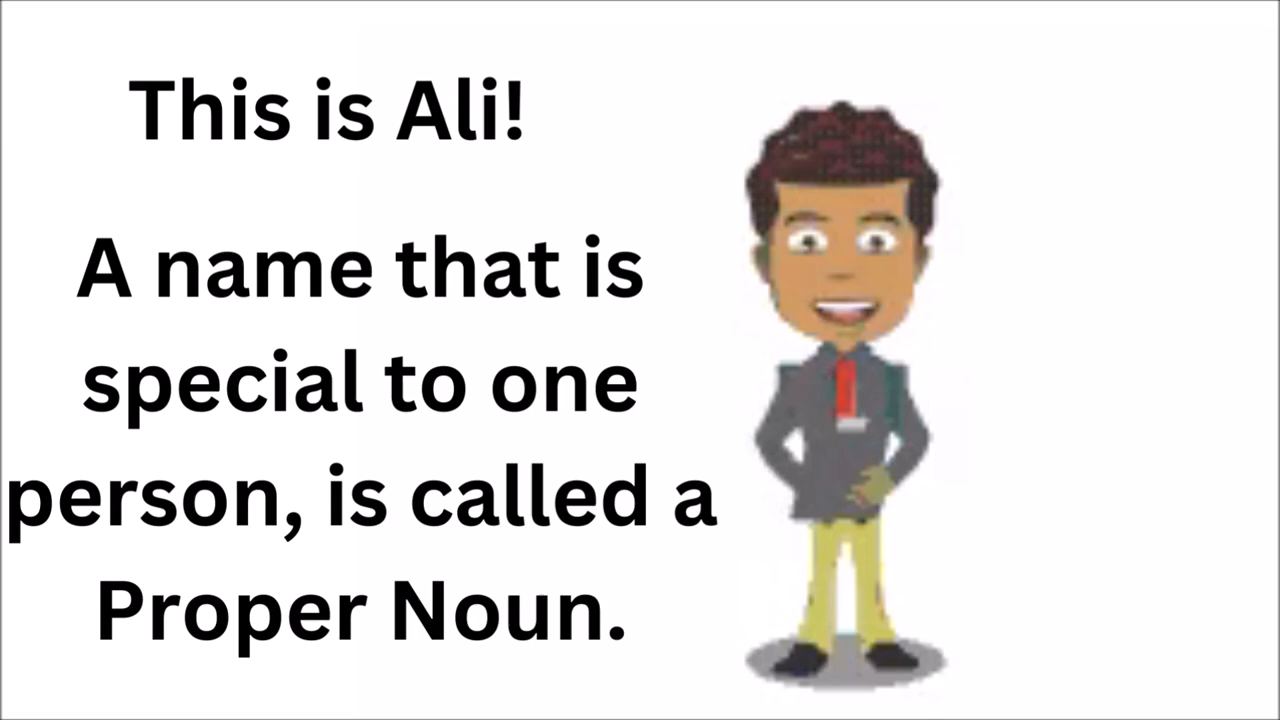 This is Ali!
A name that is
special to one
person, is called a
Proper Noun.